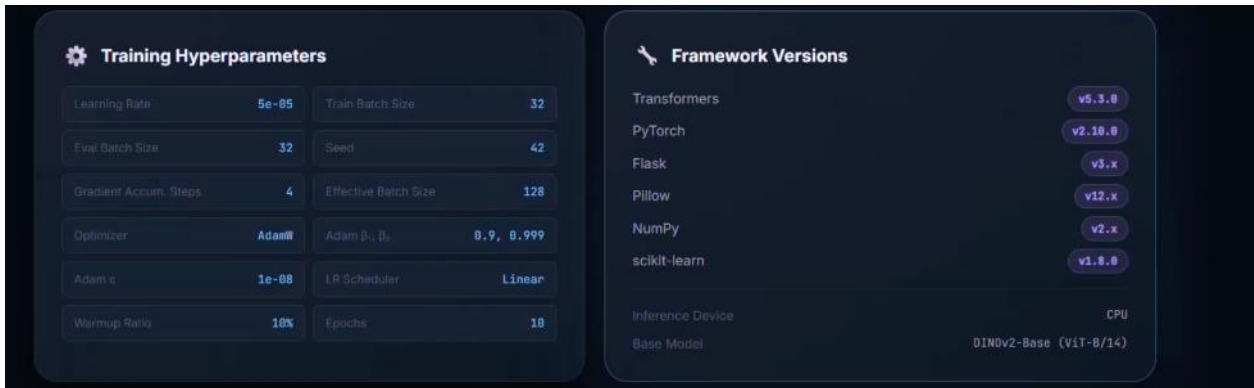 Training Hyperparameters
Learning Rate 5e-05 Train Batch Size 32
Eval Batch Size 32 Seed 42
Gradient Accum. Steps 4 Effective Batch Size 128
Optimizer AdamW Adam β₁, β₂ 0.9, 0.999
Adam ε 1e-08 LR Scheduler Linear
Warmup Ratio 10% Epochs 10
Framework Versions
Transformers v5.3.0
PyTorch v2.10.0
Flask v3.x
Pillow v12.x
NumPy v2.x
scikit-learn v1.8.0
Inference Device CPU
Base Model DINOv2-Base (ViT-B/14)